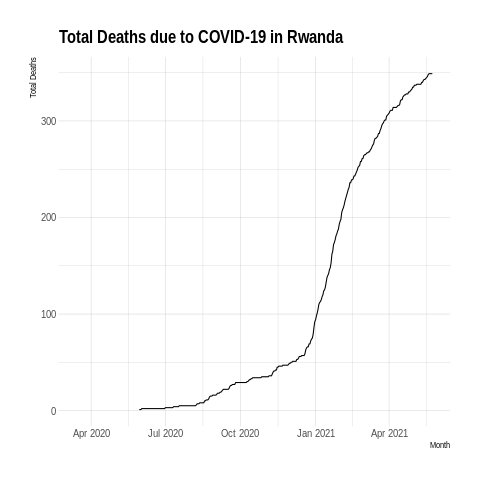 Total Deaths due to COVID-19 in Rwanda
Total Deaths
300
200
100
0
Apr 2020 Jul 2020 Oct 2020 Jan 2021 Apr 2021
Month